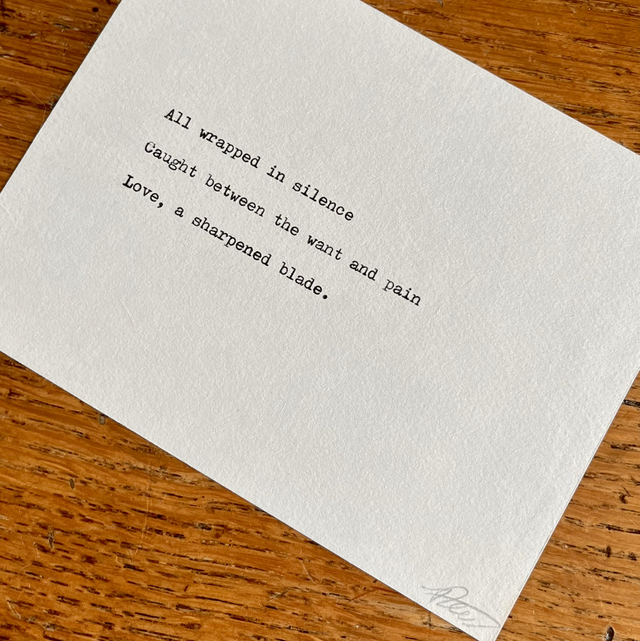 All wrapped in silence
Caught between the want and pain
Love, a sharpened blade.